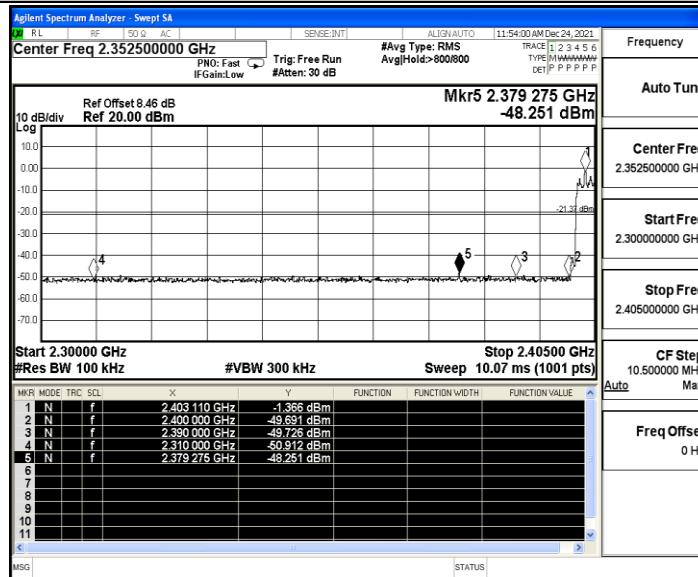 Agilent Spectrum Analyzer - Swept SA
RL RF 50 Ω AC SENSE:INT ALIGNAUTO 11:54:00 AM Dec 24, 2021
Center Freq 2.352500000 GHz
PNO: Fast
IFGain:Low
Trig: Free Run
#Atten: 30 dB
#Avg Type: RMS
Avg|Hold:>800/800
TRACE 1 2 3 4 5 6
TYPE MWWWWW
DET P P P P P P
Mkr5 2.379 275 GHz
-48.251 dBm
Ref Offset 8.46 dB
10 dB/div Ref 20.00 dBm
Log
10.0
0.00
-10.0
-20.0
-30.0
-40.0
-50.0
-60.0
-70.0
-21.37 dBm
1
2
3
4
5
Start 2.30000 GHz Stop 2.40500 GHz
#Res BW 100 kHz #VBW 300 kHz Sweep 10.07 ms (1001 pts)
MKR MODE TRC SCL X Y FUNCTION FUNCTION WIDTH FUNCTION VALUE
1 N f 2.403 110 GHz -1.366 dBm
2 N f 2.400 000 GHz -49.691 dBm
3 N f 2.390 000 GHz -49.726 dBm
4 N f 2.310 000 GHz -50.912 dBm
5 N f 2.379 275 GHz -48.251 dBm
6
7
8
9
10
11
MSG STATUS
Frequency
Auto Tun
Center Fre
2.352500000 GH
Start Fre
2.300000000 GH
Stop Fre
2.405000000 GH
CF Step
10.500000 MH
Auto Ma
Freq Offse
0 H